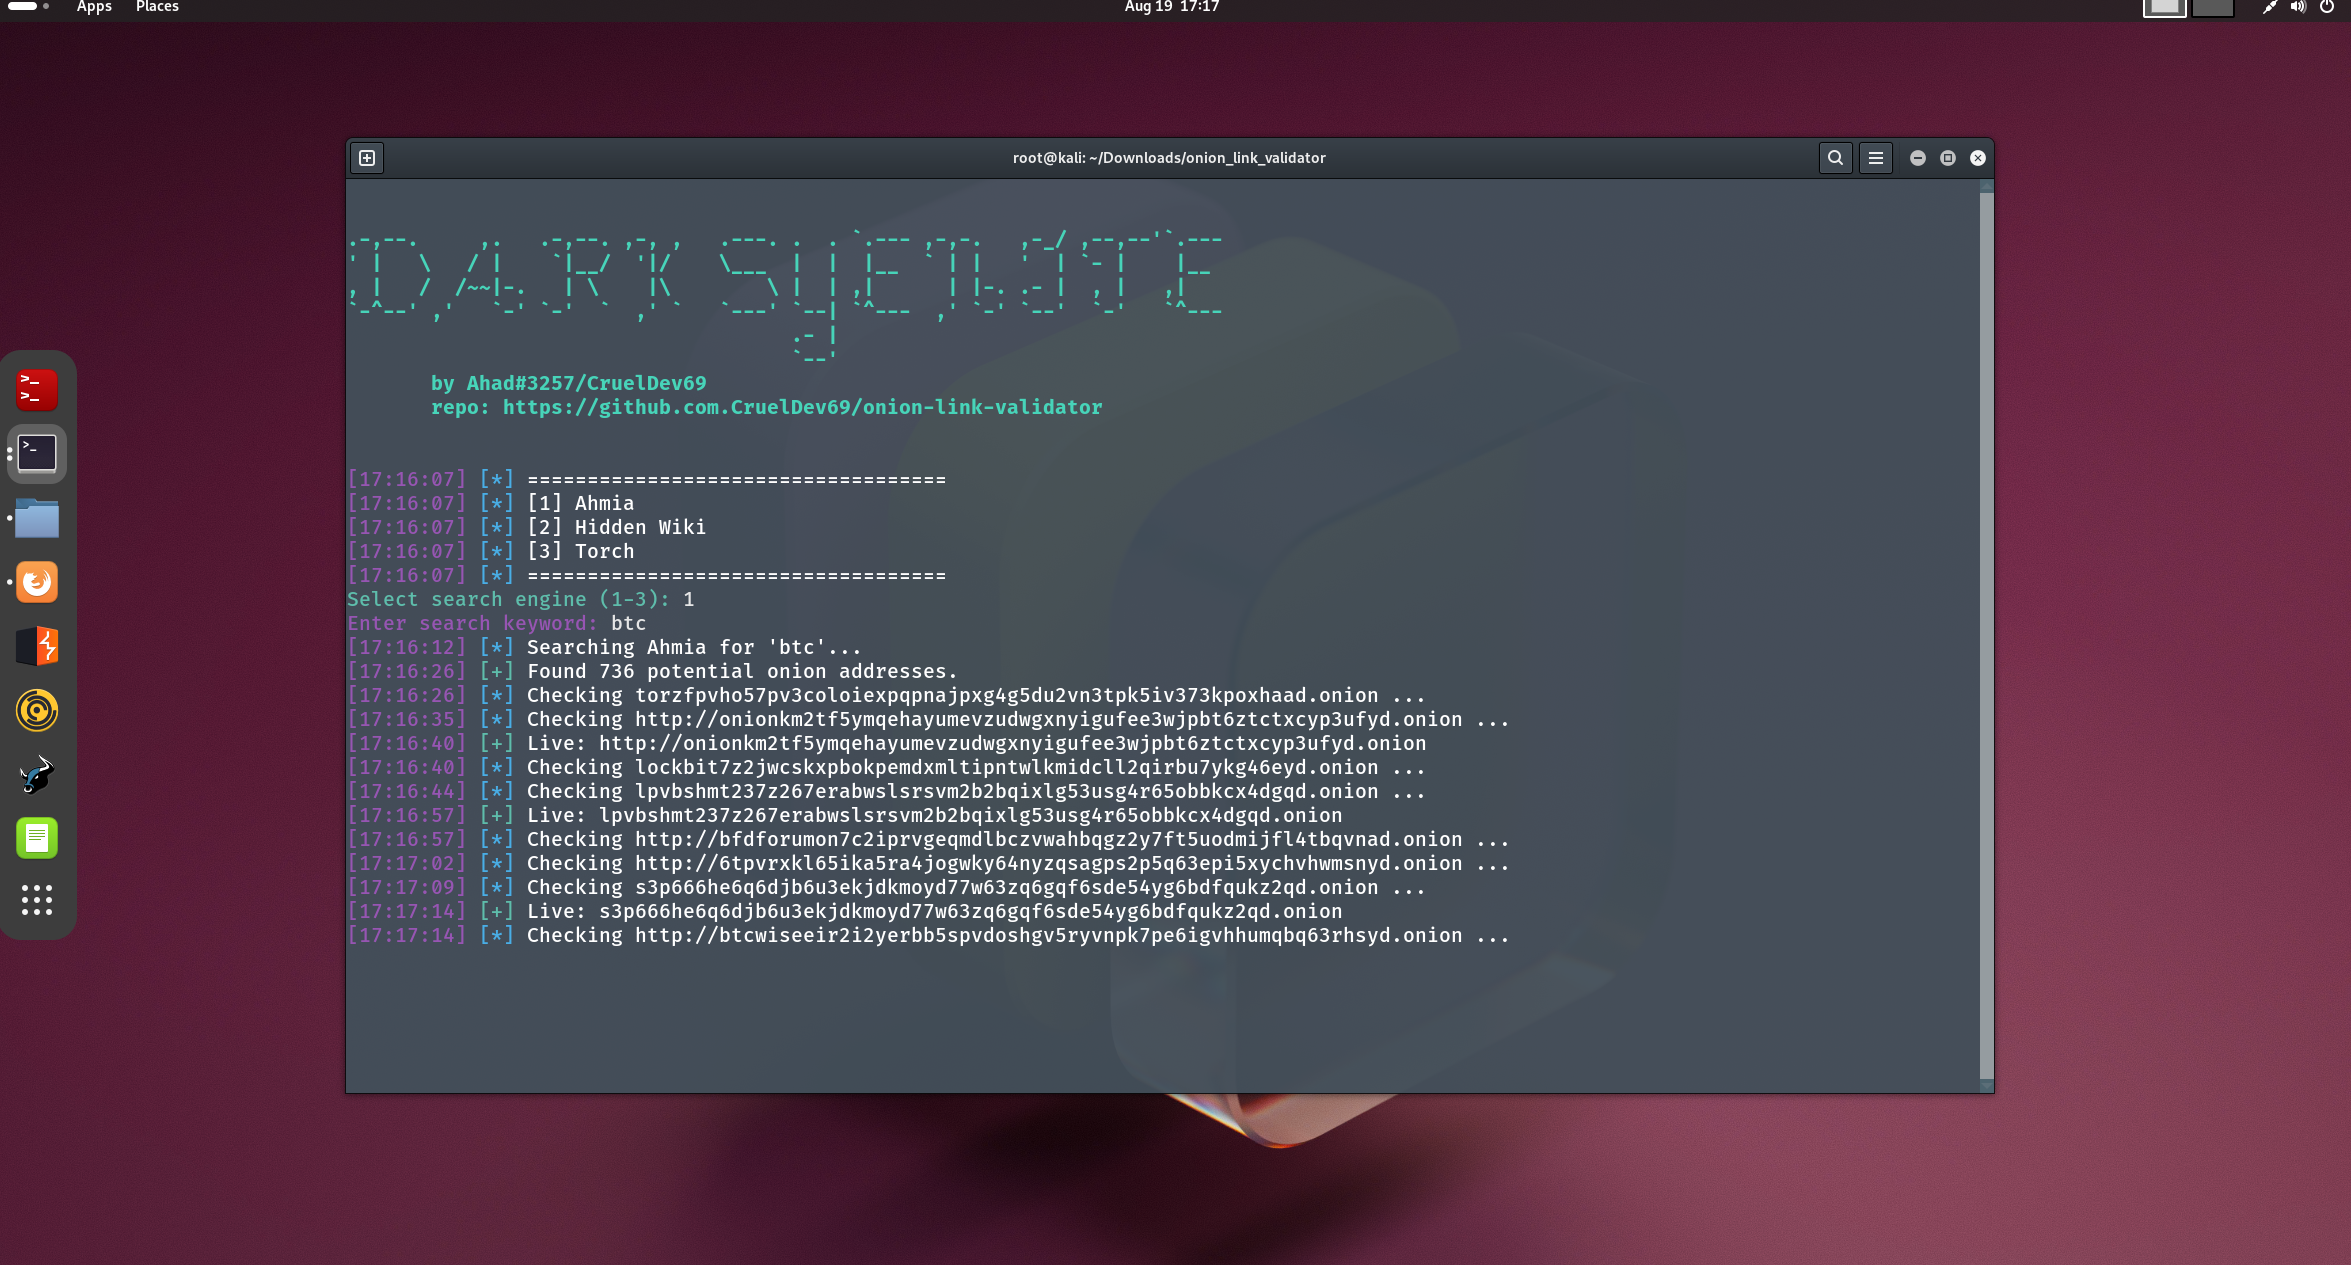 Apps Places Aug 19 17:17
root@kali: ~/Downloads/onion_link_validator
DARK SyENATE
by Ahad#3257/CruelDev69
repo: https://github.com.CruelDev69/onion-link-validator
[17:16:07] [*] ===================================
[17:16:07] [*] [1] Ahmia
[17:16:07] [*] [2] Hidden Wiki
[17:16:07] [*] [3] Torch
[17:16:07] [*] ===================================
Select search engine (1-3): 1
Enter search keyword: btc
[17:16:12] [*] Searching Ahmia for 'btc'...
[17:16:26] [+] Found 736 potential onion addresses.
[17:16:26] [*] Checking torzfpvho57pv3coloiexpqpnajpxg4g5du2vn3tpk5iv373kpoxhaad.onion ...
[17:16:35] [*] Checking http://onionkm2tf5ymqehayumevzudwgxnyigufee3wjpbt6ztctxcyp3ufyd.onion ...
[17:16:40] [+] Live: http://onionkm2tf5ymqehayumevzudwgxnyigufee3wjpbt6ztctxcyp3ufyd.onion
[17:16:40] [*] Checking lockbit7z2jwcskxpbokpemdxmltipntwlkmidcll2qirbu7ykg46eyd.onion ...
[17:16:44] [*] Checking lpvbshmt237z267erabwslsrsvm2b2bqixlg53usg4r65obbkcx4dgqd.onion ...
[17:16:57] [+] Live: lpvbshmt237z267erabwslsrsvm2b2bqixlg53usg4r65obbkcx4dgqd.onion
[17:16:57] [*] Checking http://bfdforumon7c2iprvgeqmdlbczvwahbqgz2y7ft5uodmijfl4tbqvnad.onion ...
[17:17:02] [*] Checking http://6tpvrxkl65ika5ra4jogwky64nyzqsagps2p5q63epi5xychvhwmsnyd.onion ...
[17:17:09] [*] Checking s3p666he6q6djb6u3ekjdkmoyd77w63zq6gqf6sde54yg6bdfqukz2qd.onion ...
[17:17:14] [+] Live: s3p666he6q6djb6u3ekjdkmoyd77w63zq6gqf6sde54yg6bdfqukz2qd.onion
[17:17:14] [*] Checking http://btcwiseeir2i2yerbb5spvdoshgv5ryvnpk7pe6igvhhumqbq63rhsyd.onion ...